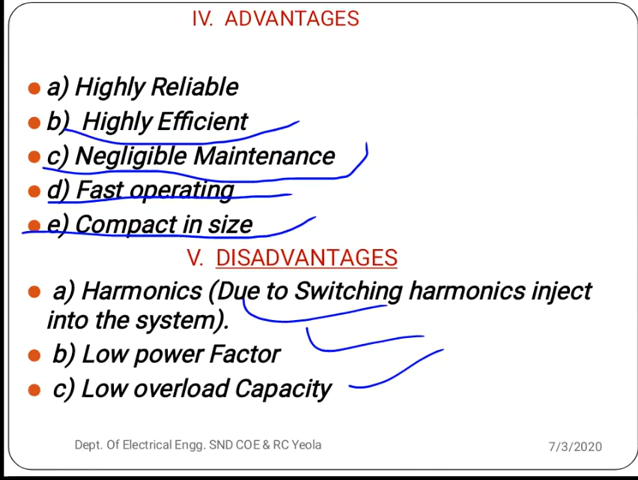 IV. ADVANTAGES
a) Highly Reliable
b) Highly Efficient
c) Negligible Maintenance
d) Fast operating
e) Compact in size
V. DISADVANTAGES
a) Harmonics (Due to Switching harmonics inject
into the system).
b) Low power Factor
c) Low overload Capacity
Dept. Of Electrical Engg. SND COE & RC Yeola
7/3/2020